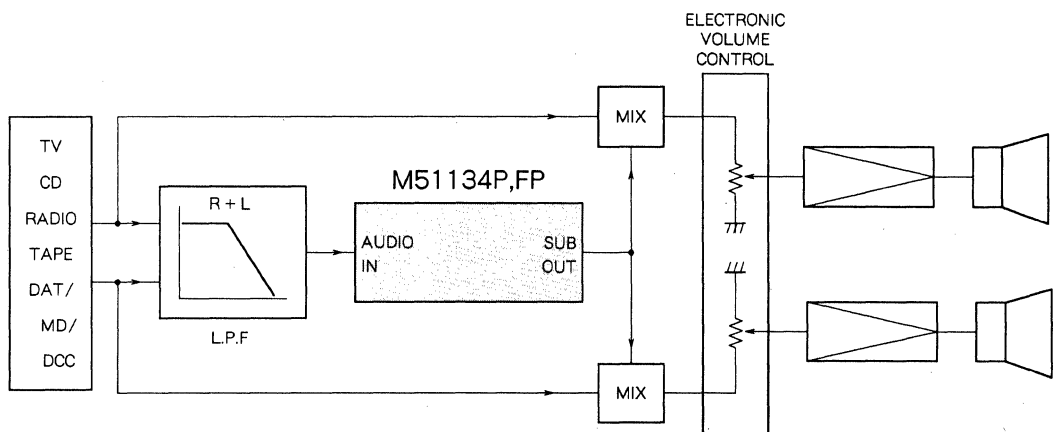 ELECTRONIC
VOLUME
CONTROL
TV
CD
RADIO
TAPE
DAT/
MD/
DCC
R + L
L.P.F
M51134P,FP
AUDIO
IN
SUB
OUT
MIX
MIX